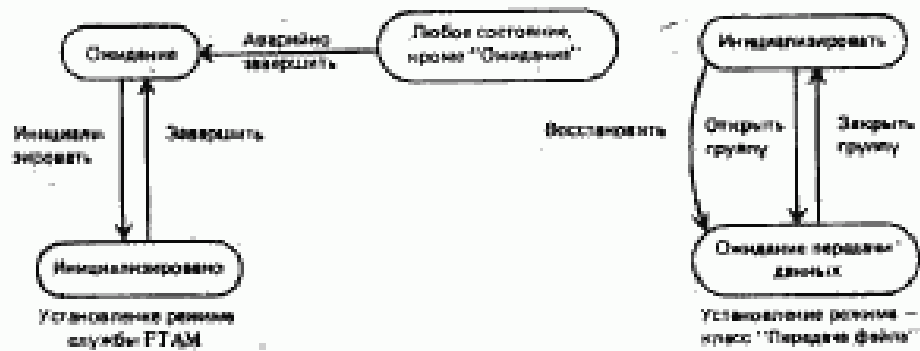 Ожидание
Аварийно
завершить
Любое состояние,
кроме "Ожидания"
Инициали-
зировать
Завершить
Инициализировано
Установление режима
службы FTAM
Инициализировать
Восстановить
Открыть
группу
Закрыть
группу
Ожидание передачи
данных
Установление режима —
класс "Передача файла"